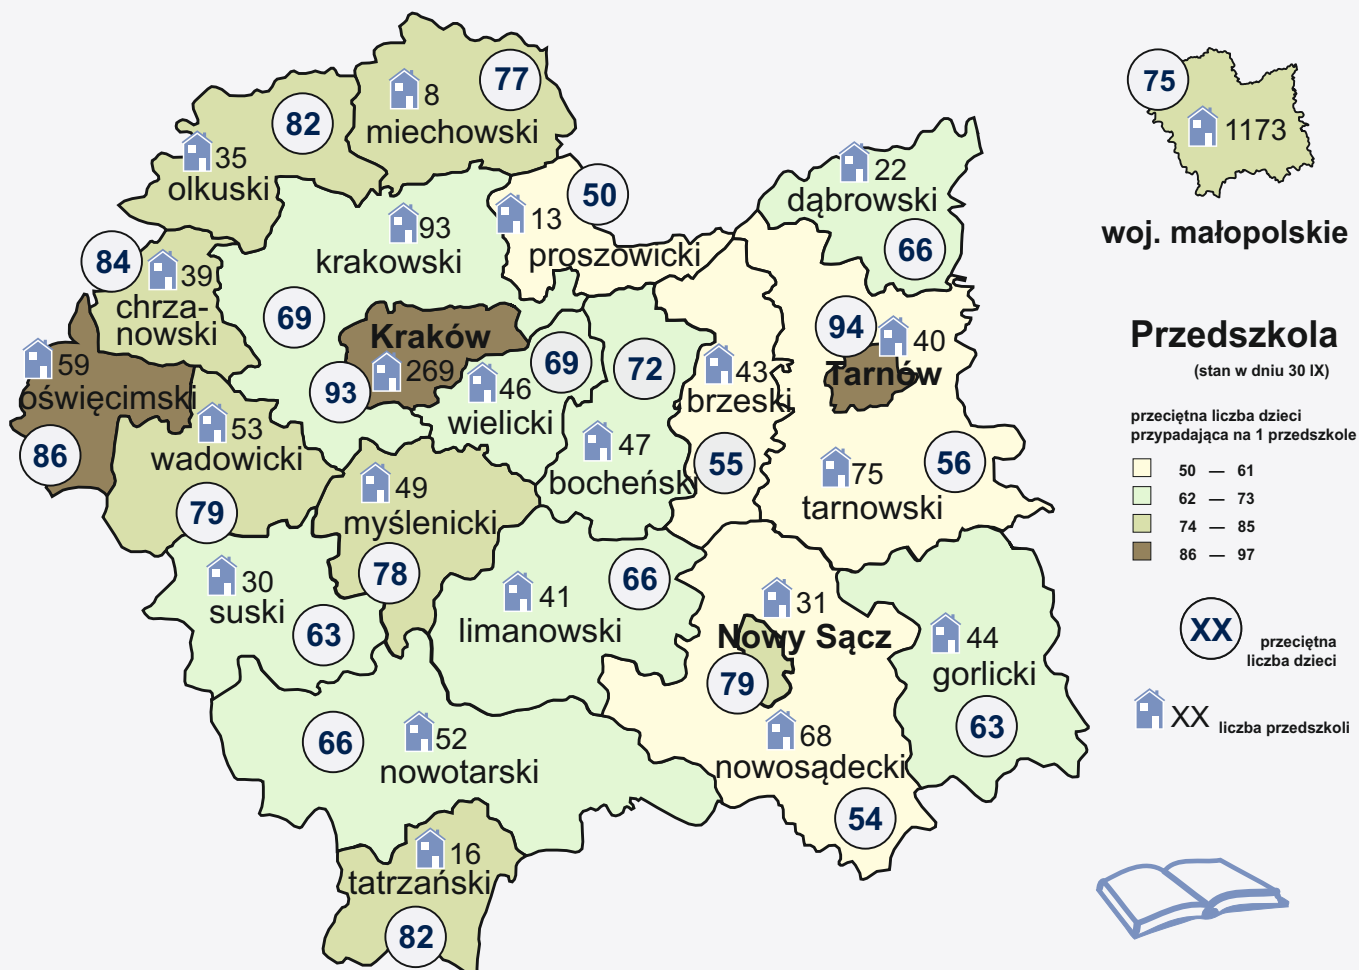 77
8
miechowski
82
35
olkuski
50
13
proszowicki
93
krakowski
69
84
39
chrza-
nowski
22
dąbrowski
66
59
oświęcimski
86
Kraków
269
93
69
46
wielicki
72
47
bocheński
43
brzeski
55
94
40
Tarnów
75
tarnowski
56
53
wadowicki
79
49
myślenicki
78
30
suski
63
41
limanowski
66
31
Nowy Sącz
79
68
nowosądecki
54
44
gorlicki
63
66
52
nowotarski
16
tatrzański
82
75
1173
woj. małopolskie
Przedszkola
(stan w dniu 30 IX)
przeciętna liczba dzieci
przypadająca na 1 przedszkole
50 — 61
62 — 73
74 — 85
86 — 97
XX
przeciętna
liczba dzieci
XX liczba przedszkoli